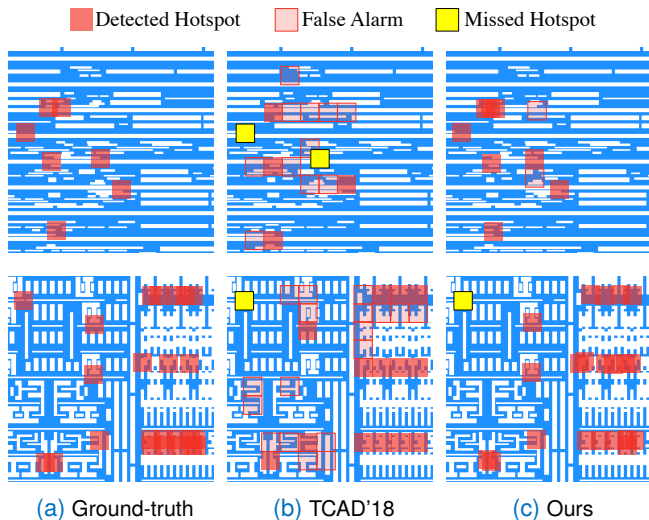 Detected Hotspot False Alarm Missed Hotspot
(a) Ground-truth (b) TCAD'18 (c) Ours